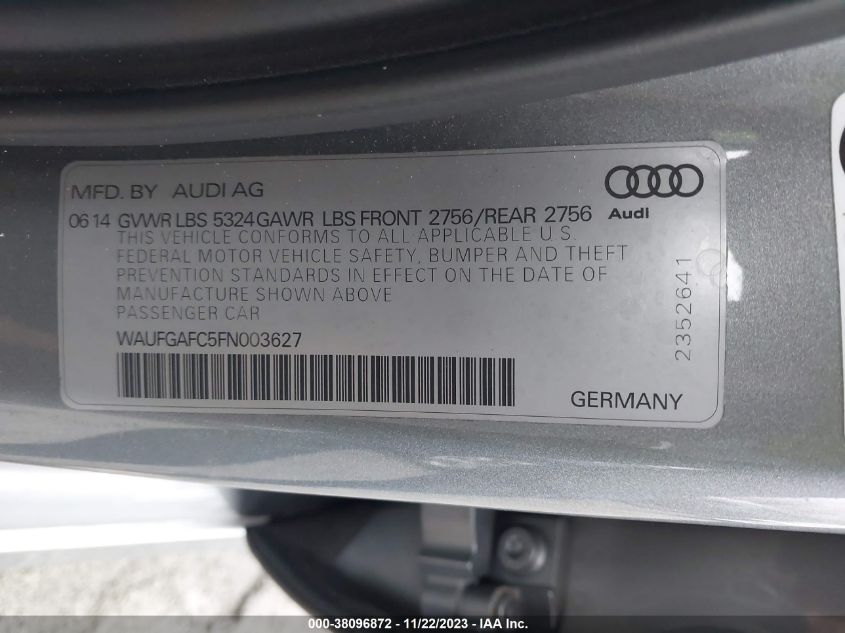 MFD. BY AUDI AG
0614 GVWR LBS 5324 GAWR LBS FRONT 2756/REAR 2756
Audi
THIS VEHICLE CONFORMS TO ALL APPLICABLE U.S.
FEDERAL MOTOR VEHICLE SAFETY, BUMPER AND THEFT
PREVENTION STANDARDS IN EFFECT ON THE DATE OF
MANUFACTURE SHOWN ABOVE
PASSENGER CAR
WAUFGAFC5FN003627
2352641
GERMANY
000-38096872 - 11/22/2023 - IAA Inc.